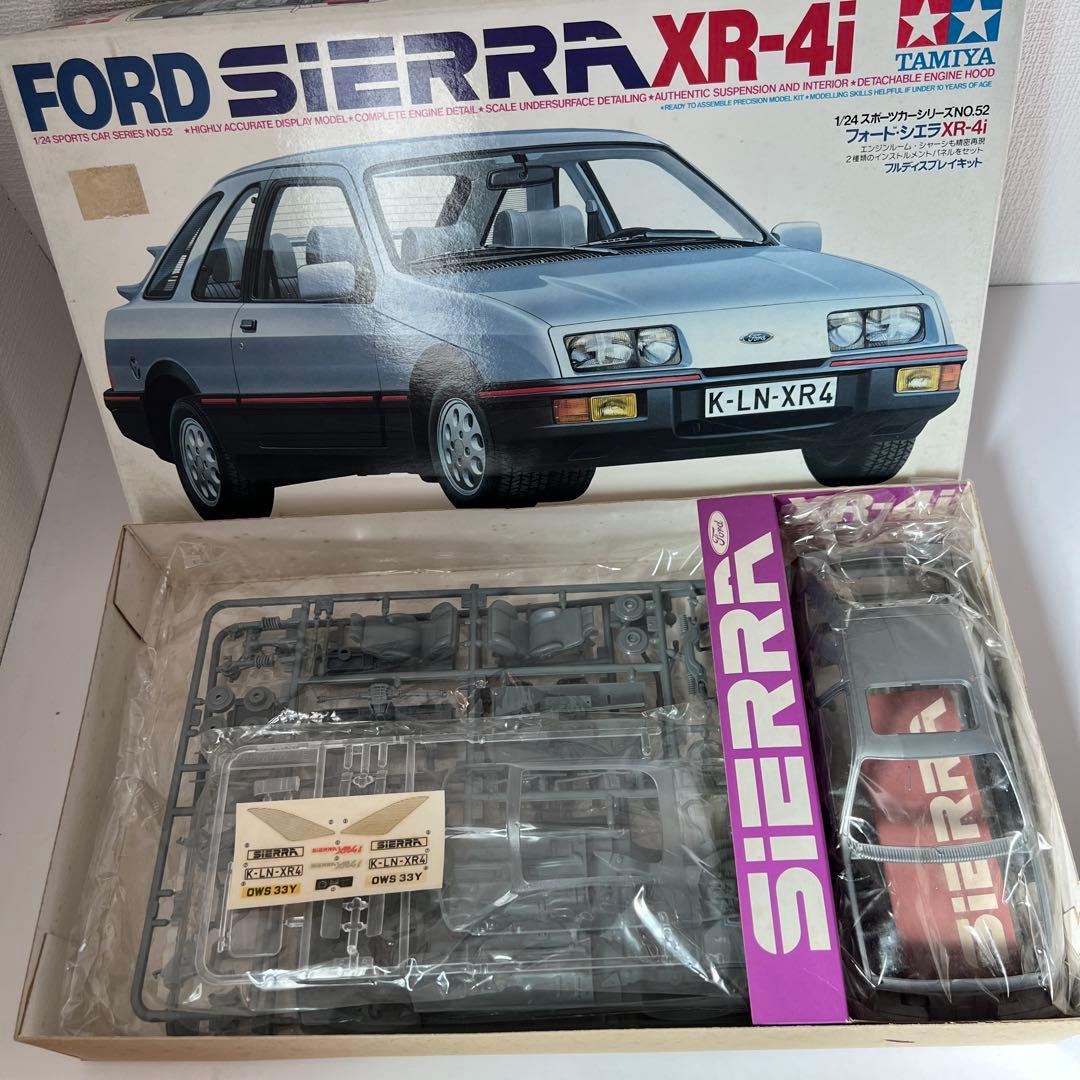 FORD SIERRA XR-4i
TAMIYA
1/24 SPORTS CAR SERIES NO.52 ★HIGHLY ACCURATE DISPLAY MODEL★COMPLETE ENGINE DETAIL★SCALE UNDERSURFACE DETAILING★AUTHENTIC SUSPENSION AND INTERIOR★DETACHABLE ENGINE HOOD
★READY TO ASSEMBLE PRECISION MODEL KIT★MODELLING SKILLS HELPFUL IF UNDER 10 YEARS OF AGE
1/24 スポーツカーシリーズNO.52
フォード・シエラXR-4i
エンジンルーム・シャーシも精密再現
2種類のインストルメントパネルをセット
フルディスプレイキット
Ford
K-LN-XR4
XR-4i
Ford
SIERRA
SIERRA
SIERRA
SIERRA
K-LN-XR4
K-LN-XR4
OWS 33Y
OWS 33Y